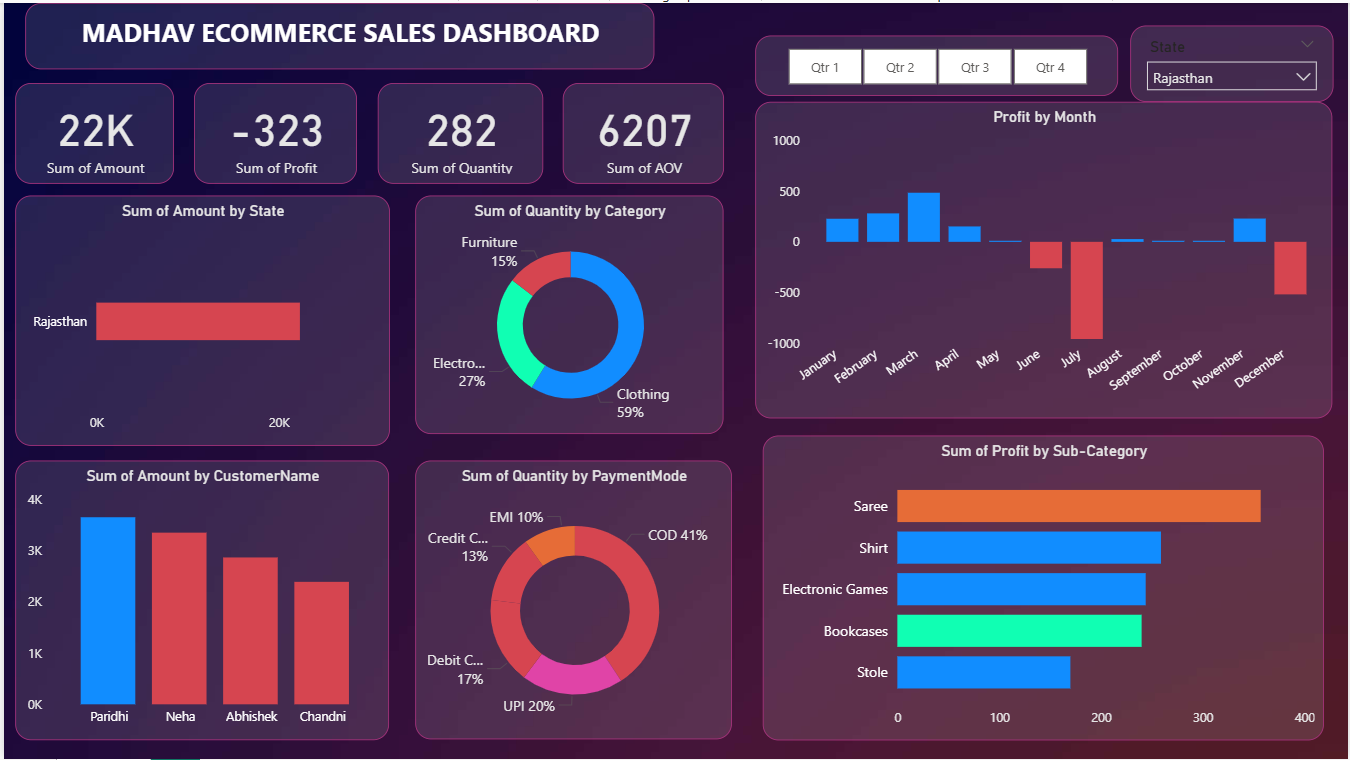 MADHAV ECOMMERCE SALES DASHBOARD
Qtr 1 Qtr 2 Qtr 3 Qtr 4
State
Rajasthan
22K
Sum of Amount
-323
Sum of Profit
282
Sum of Quantity
6207
Sum of AOV
Profit by Month
1000
500
0
-500
-1000
January February March April May June July August September October November December
Sum of Amount by State
Rajasthan
0K 20K
Sum of Quantity by Category
Furniture
15%
Electro...
27%
Clothing
59%
Sum of Amount by CustomerName
4K
3K
2K
1K
0K
Paridhi Neha Abhishek Chandni
Sum of Quantity by PaymentMode
EMI 10%
COD 41%
Credit C...
13%
Debit C...
17%
UPI 20%
Sum of Profit by Sub-Category
Saree
Shirt
Electronic Games
Bookcases
Stole
0 100 200 300 400